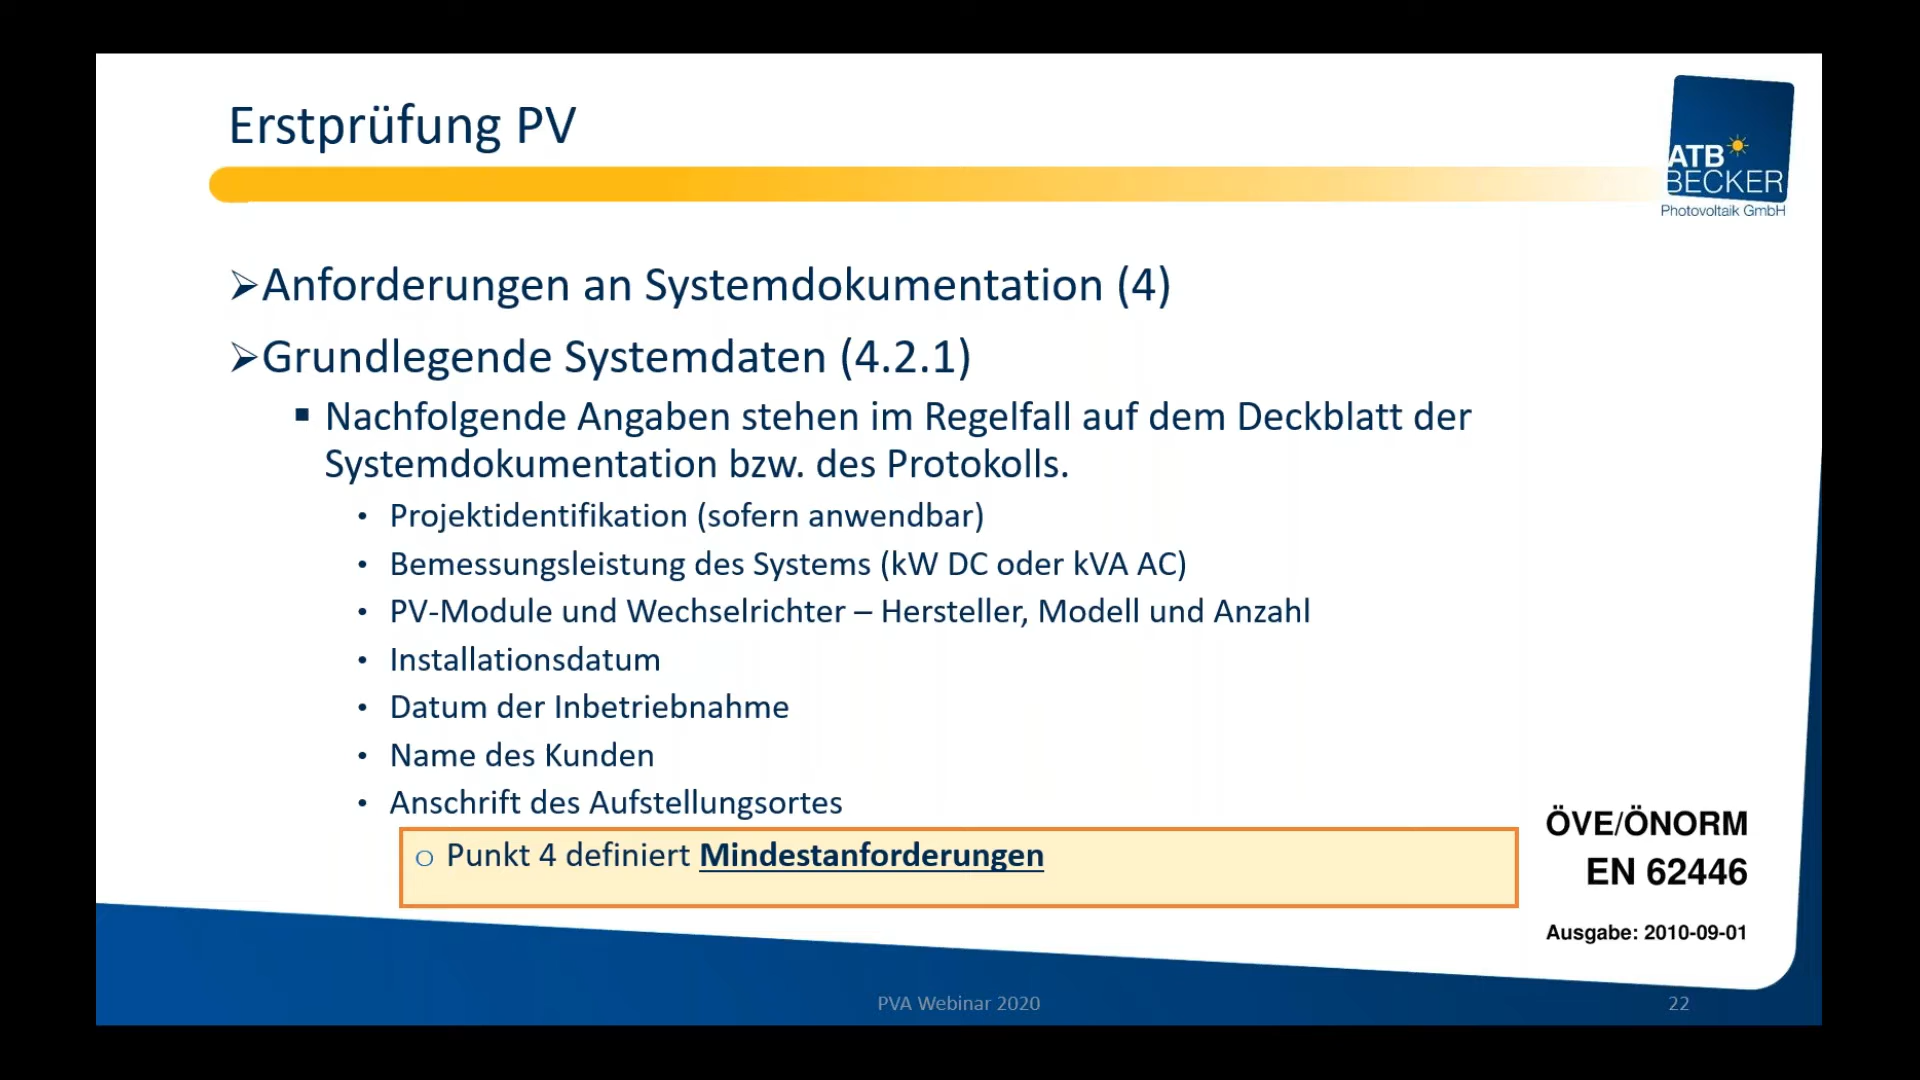 Erstprüfung PV
ATB
BECKER
Photovoltaik GmbH
➢Anforderungen an Systemdokumentation (4)
➢Grundlegende Systemdaten (4.2.1)
▪ Nachfolgende Angaben stehen im Regelfall auf dem Deckblatt der
Systemdokumentation bzw. des Protokolls.
• Projektidentifikation (sofern anwendbar)
• Bemessungsleistung des Systems (kW DC oder kVA AC)
• PV-Module und Wechselrichter – Hersteller, Modell und Anzahl
• Installationsdatum
• Datum der Inbetriebnahme
• Name des Kunden
• Anschrift des Aufstellungsortes
o Punkt 4 definiert Mindestanforderungen
ÖVE/ÖNORM
EN 62446
Ausgabe: 2010-09-01
PVA Webinar 2020
22